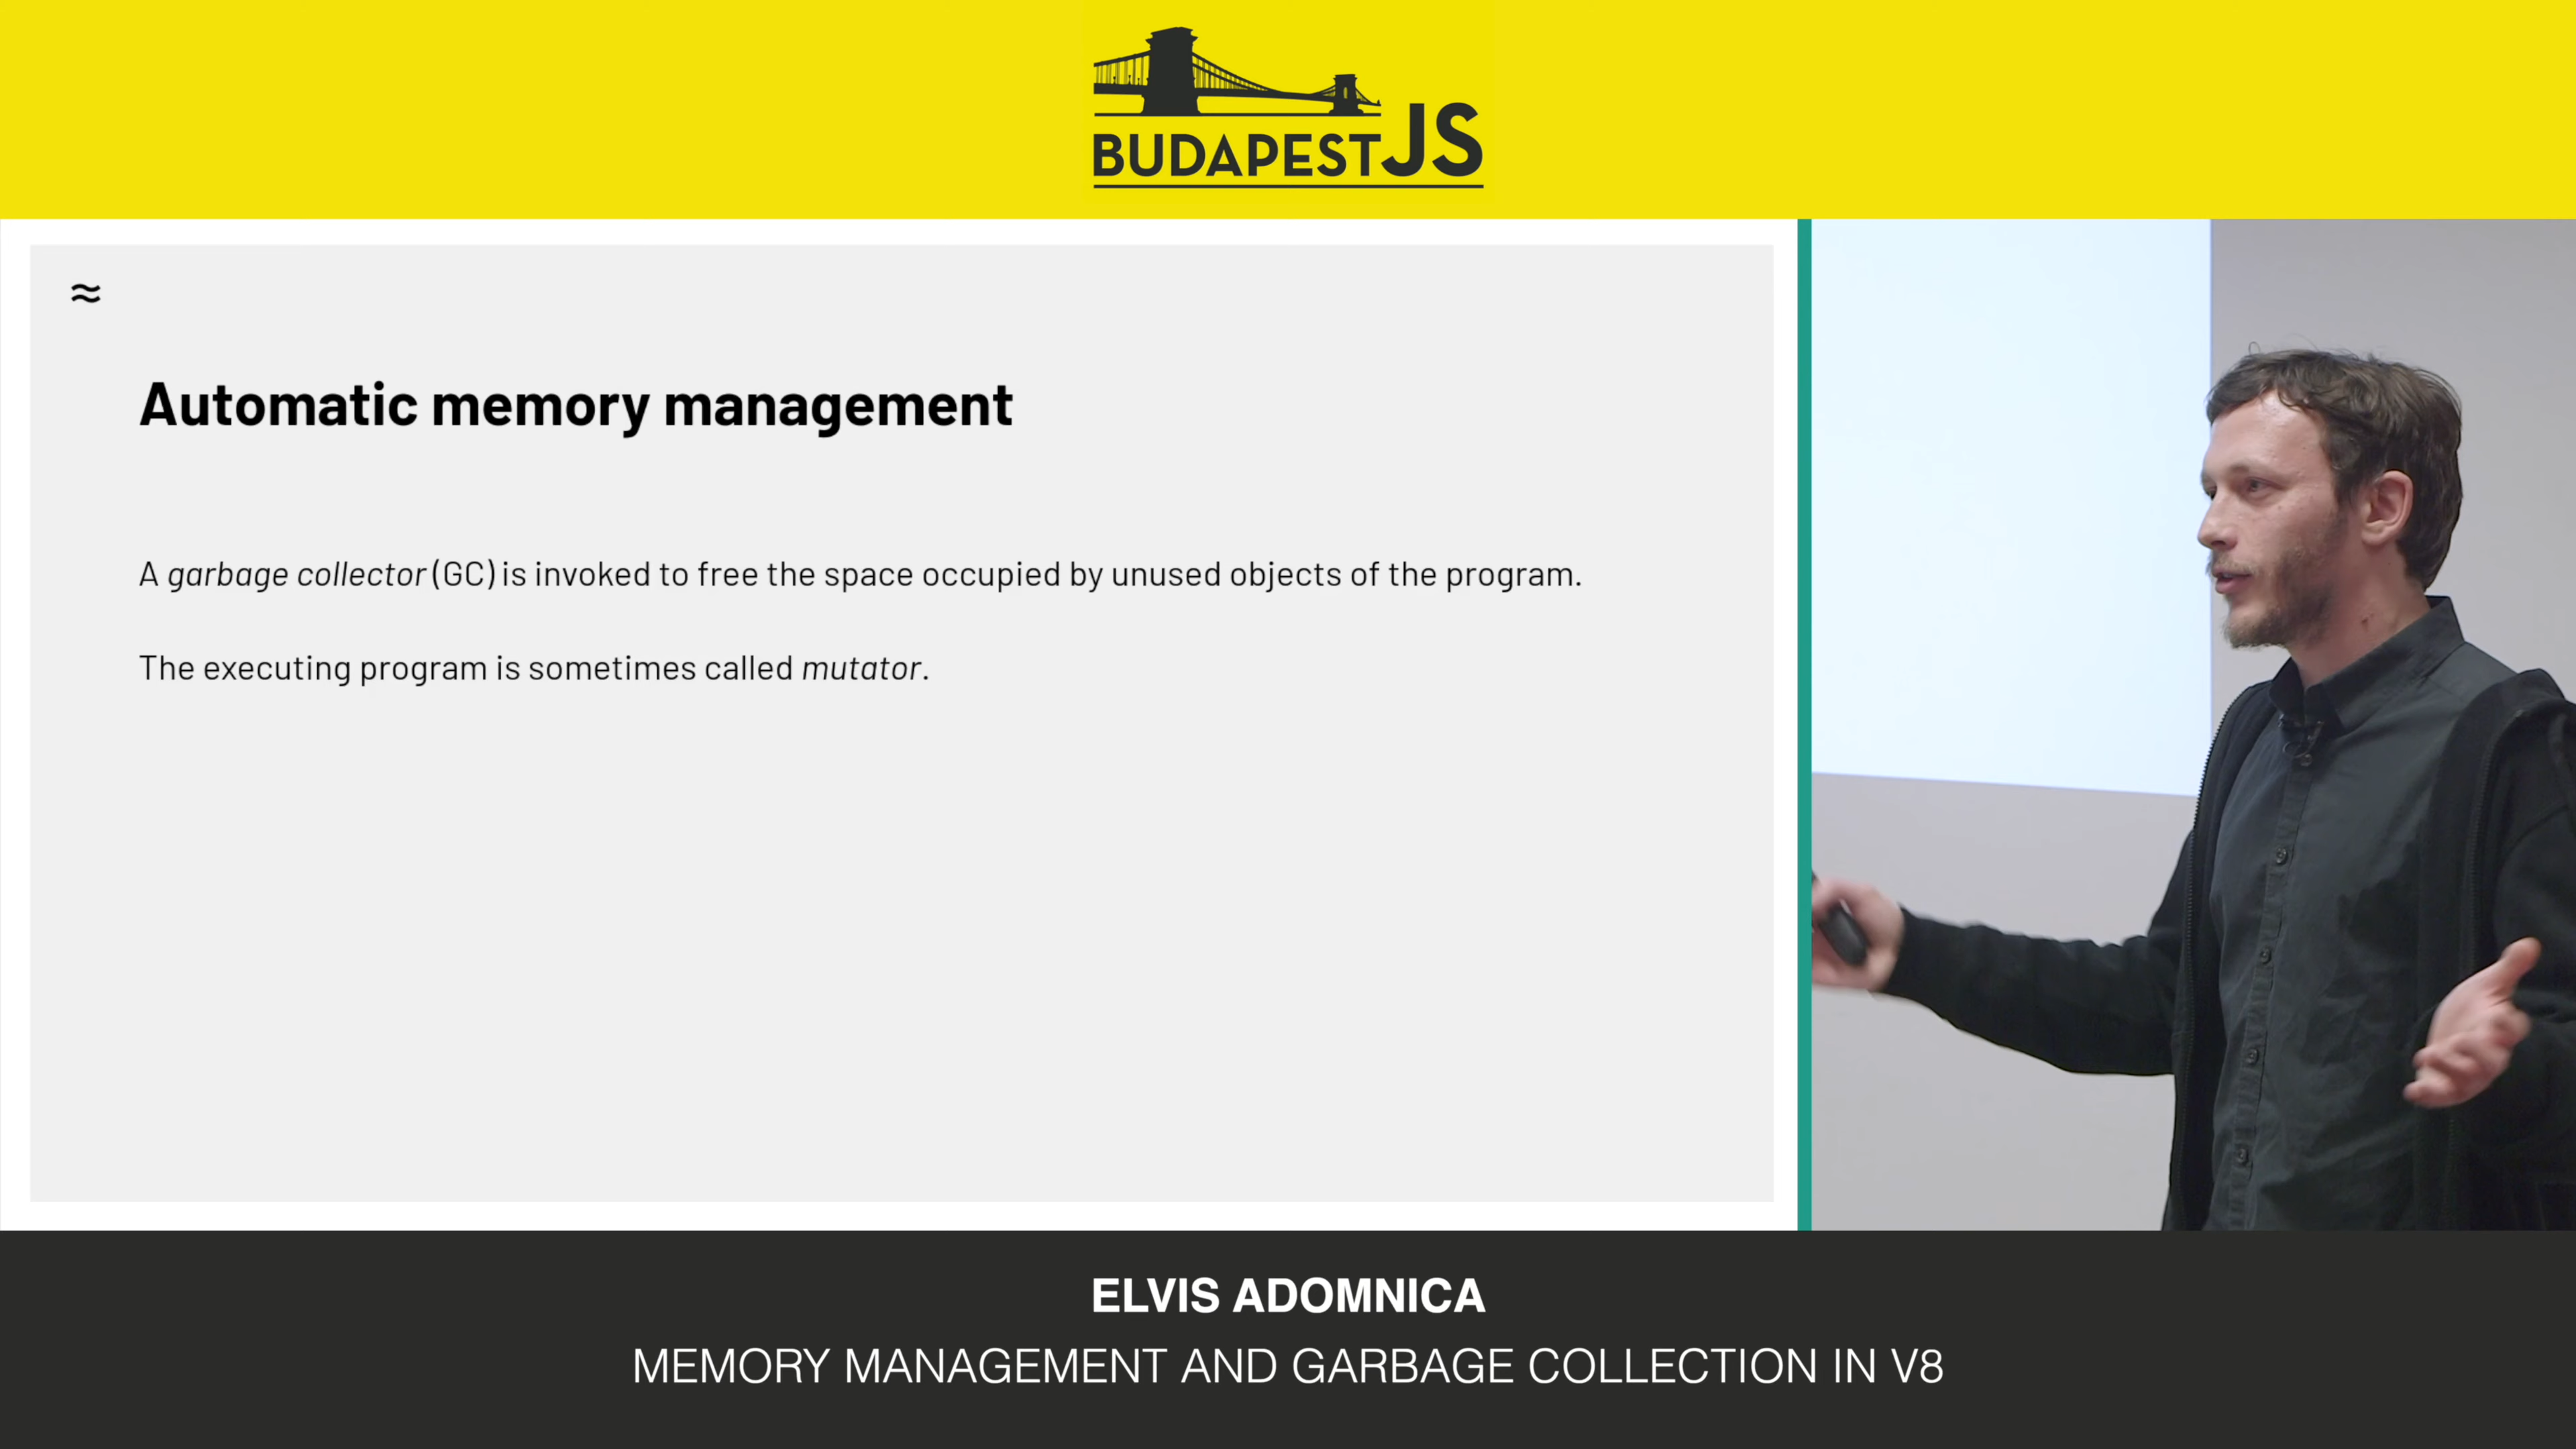 BUDAPESTJS
≈
Automatic memory management
A garbage collector (GC) is invoked to free the space occupied by unused objects of the program.
The executing program is sometimes called mutator.
ELVIS ADOMNICA
MEMORY MANAGEMENT AND GARBAGE COLLECTION IN V8